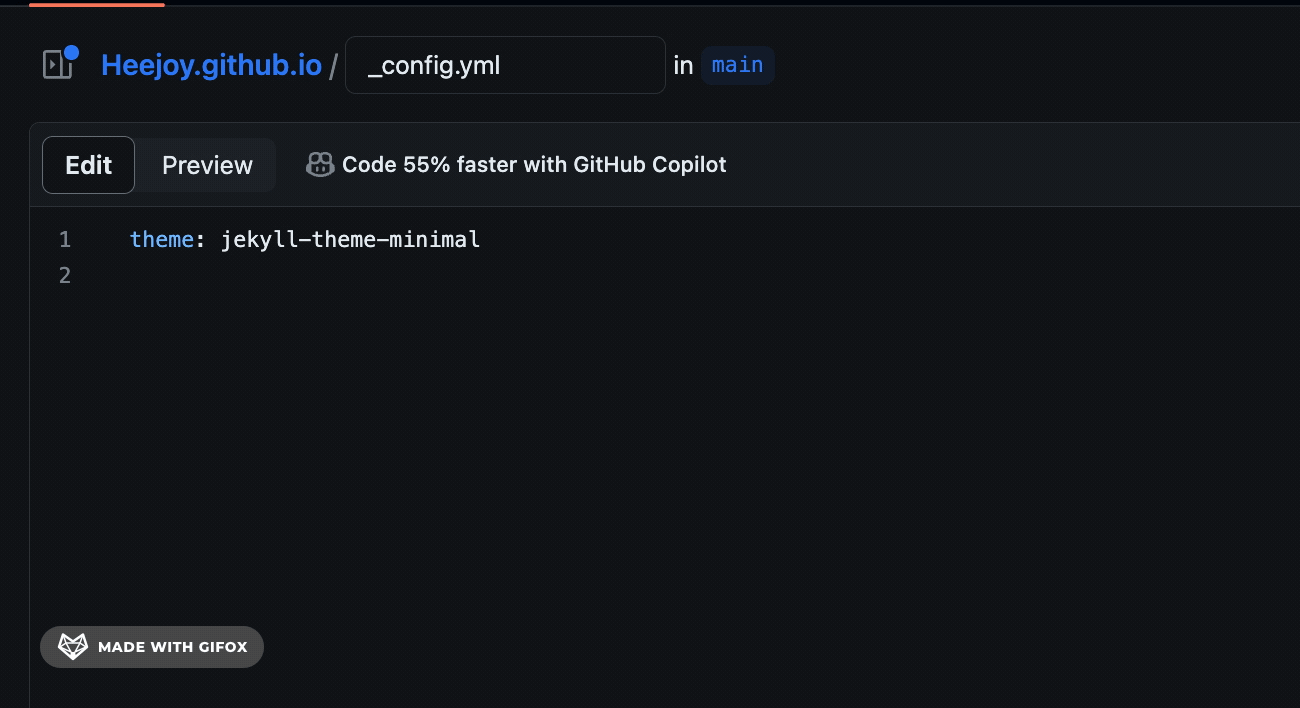 Heejoy.github.io / _config.yml in main
Edit Preview Code 55% faster with GitHub Copilot
1 theme: jekyll-theme-minimal
2
MADE WITH GIFOX